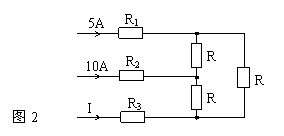 5A R₁
R
10A R₂ R
R
I R₃
图 2